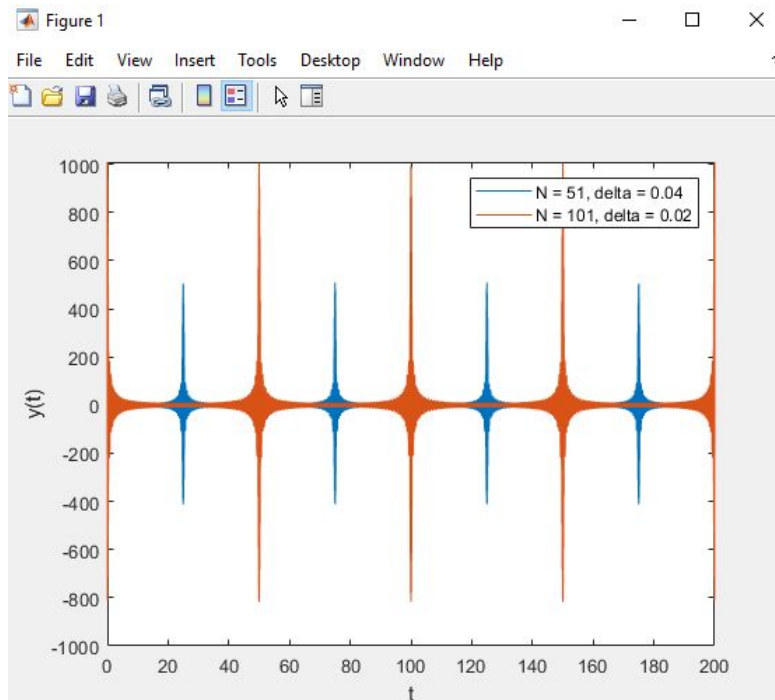 Figure 1
File Edit View Insert Tools Desktop Window Help
1000
800
600
400
200
0
-200
-400
-600
-800
-1000
y(t)
N = 51, delta = 0.04
N = 101, delta = 0.02
0 20 40 60 80 100 120 140 160 180 200
t